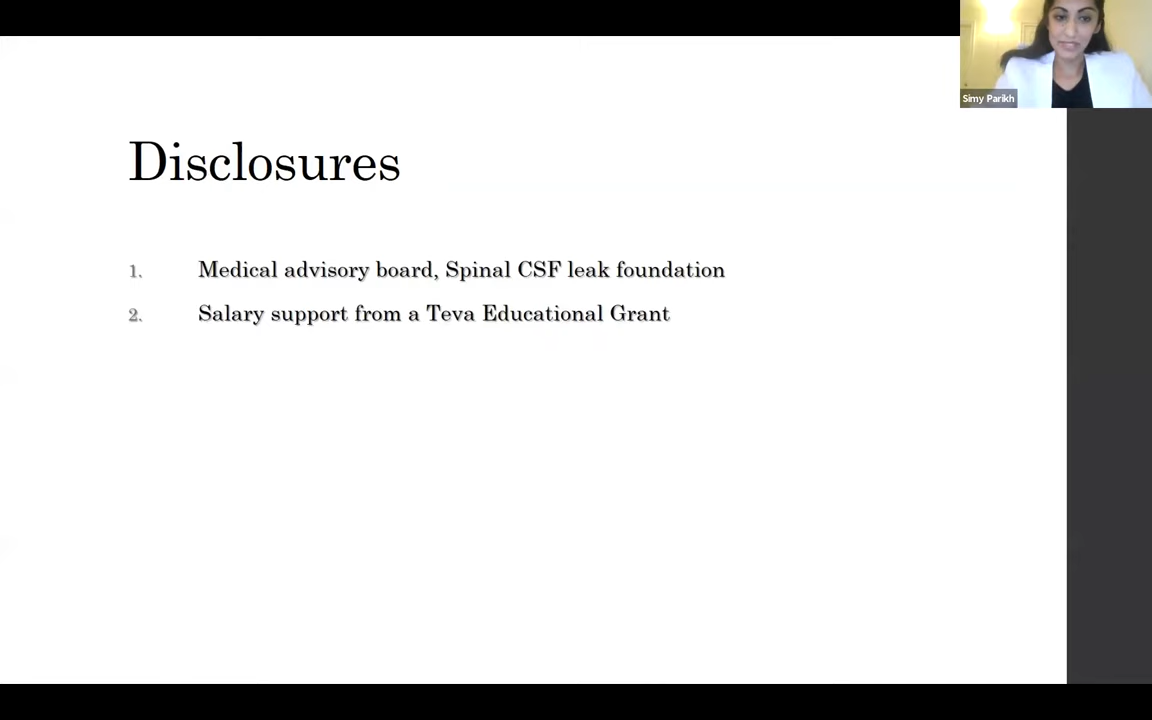 Simy Parikh
Disclosures
1. Medical advisory board, Spinal CSF leak foundation
2. Salary support from a Teva Educational Grant